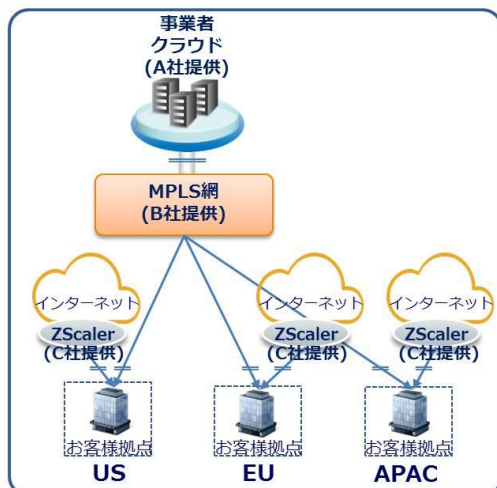 事業者
クラウド
(A社提供)
MPLS網
(B社提供)
インターネット
インターネット
インターネット
ZScaler
(C社提供)
ZScaler
(C社提供)
ZScaler
(C社提供)
お客様拠点
お客様拠点
お客様拠点
US
EU
APAC